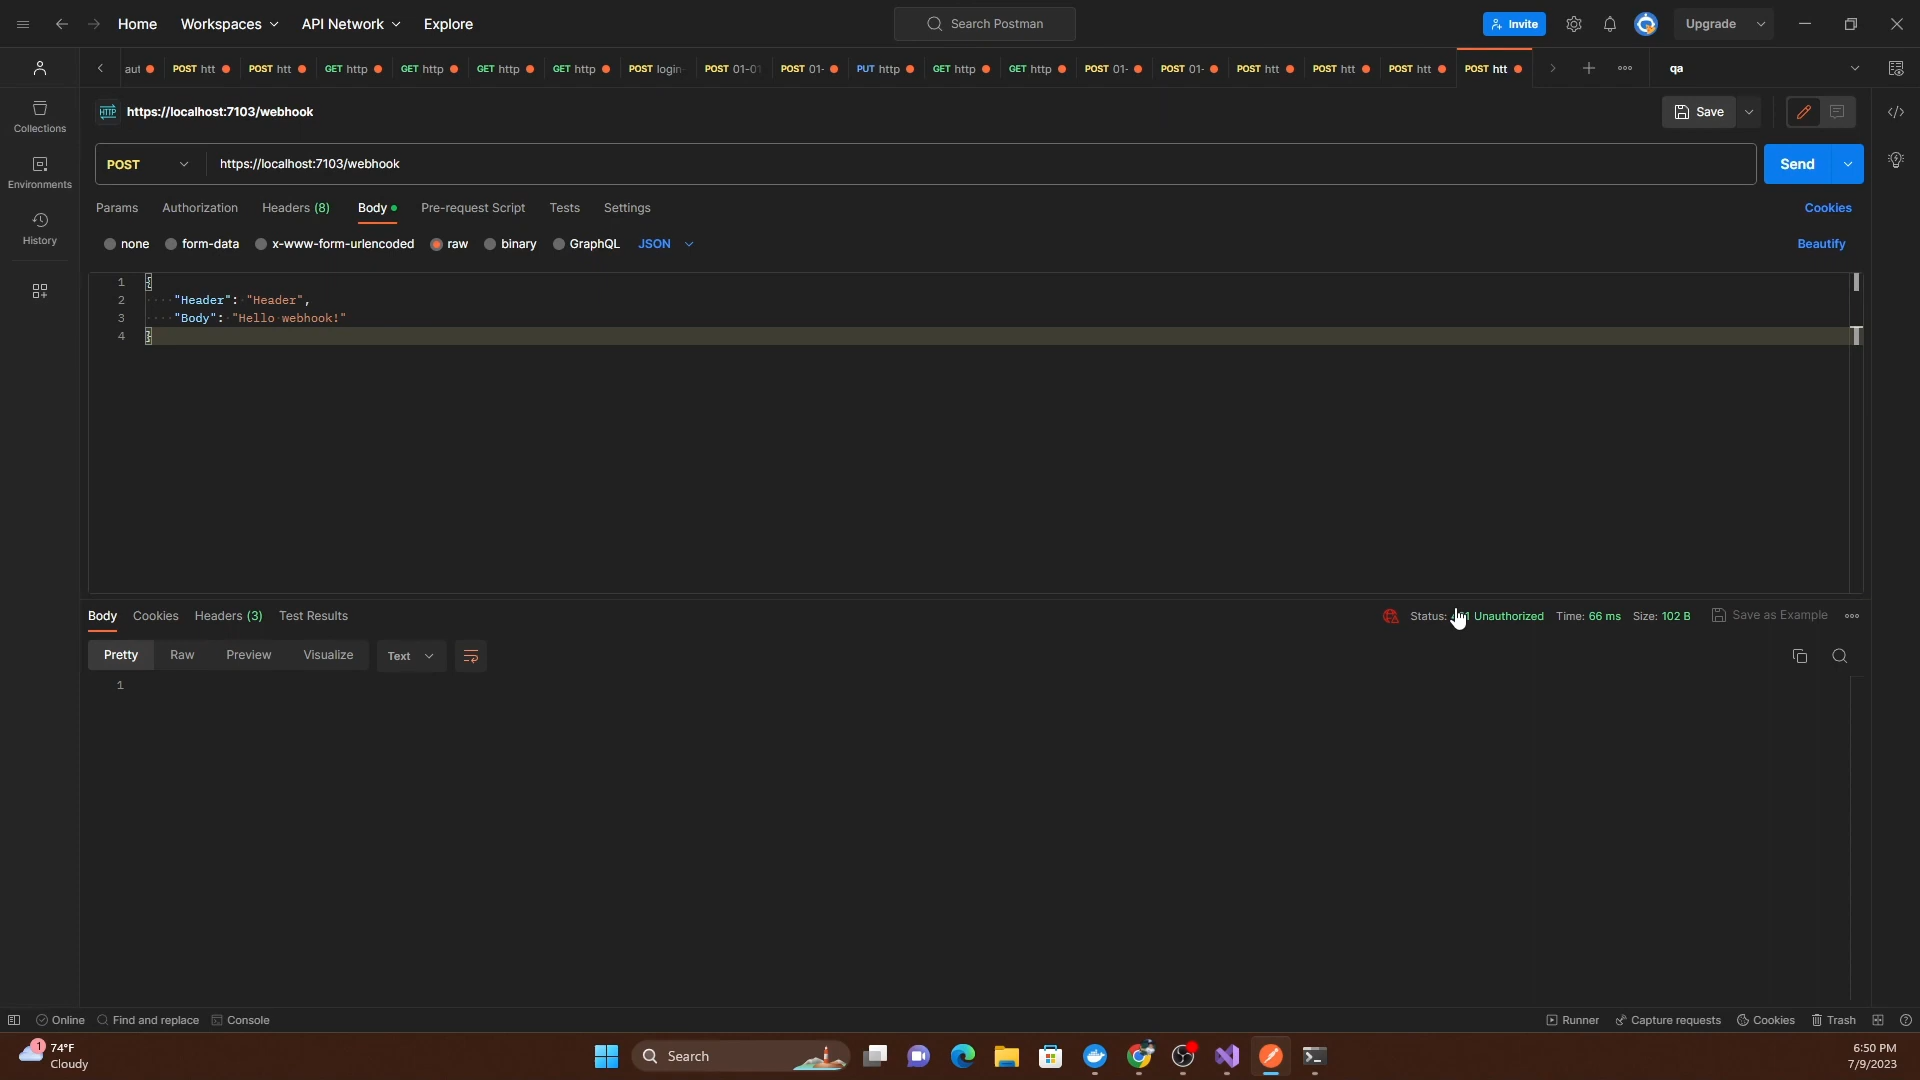 Home Workspaces API Network Explore Search Postman Invite Upgrade
aut POST htt POST htt GET http GET http GET http GET http POST login POST 01-01 POST 01- PUT http GET http GET http POST 01- POST 01- POST htt POST htt POST htt POST htt qa
HTTP https://localhost:7103/webhook Save
Collections
POST https://localhost:7103/webhook Send
Environments
Params Authorization Headers (8) Body Pre-request Script Tests Settings Cookies
History
none form-data x-www-form-urlencoded raw binary GraphQL JSON Beautify
1 {
2 "Header": "Header",
3 "Body": "Hello webhook!"
4 }
Body Cookies Headers (3) Test Results Status: Unauthorized Time: 66 ms Size: 102 B Save as Example
Pretty Raw Preview Visualize Text
1
Online Find and replace Console Runner Capture requests Cookies Trash
1 74°F
Cloudy
Search
6:50 PM
7/9/2023